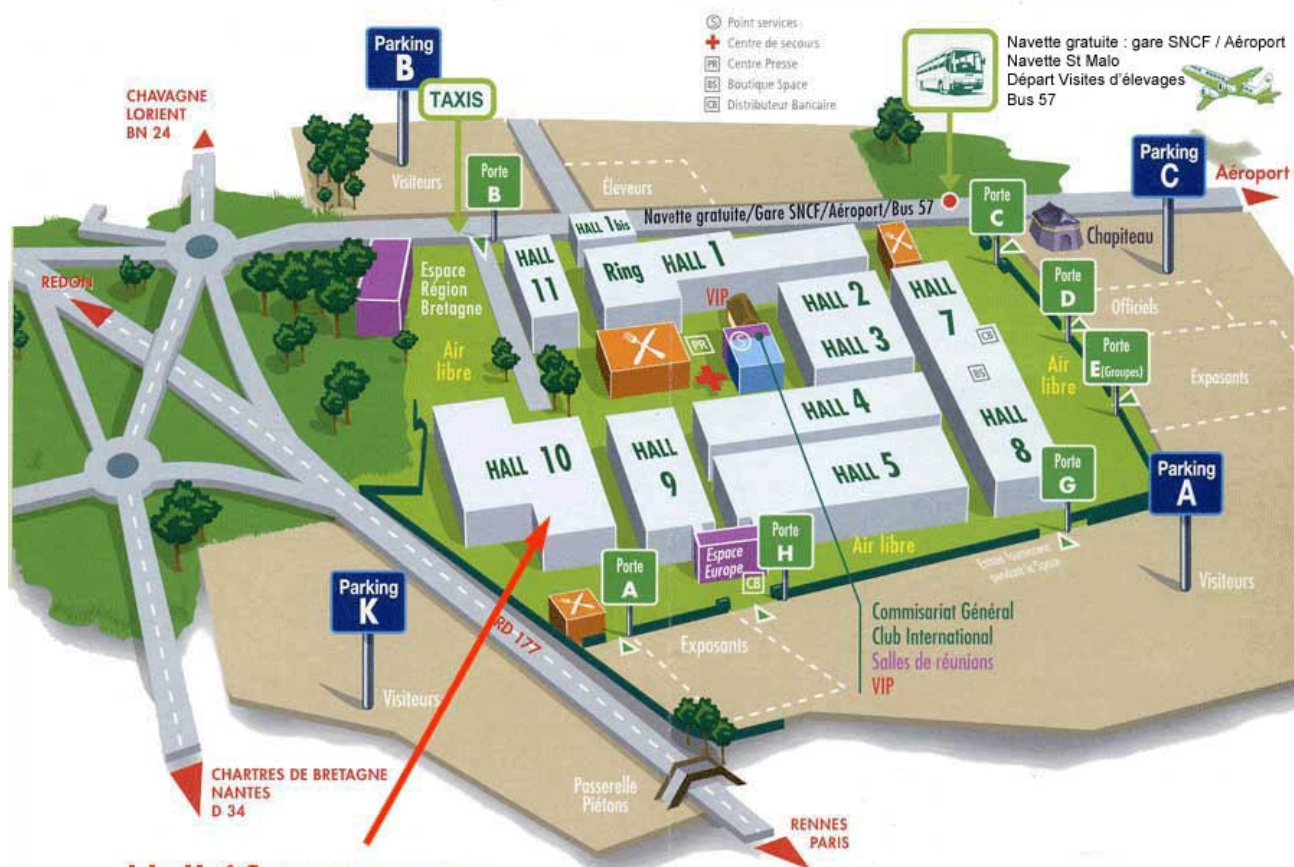 S Point services
Centre de secours
PR Centre Presse
BS Boutique Space
CB Distributeur Bancaire
Navette gratuite : gare SNCF / Aéroport
Navette St Malo
Départ Visites d'élevages
Bus 57
Parking
B
TAXIS
CHAVAGNE
LORIENT
BN 24
Visiteurs
Porte
B
Éleveurs
Parking
C
Aéroport
Navette gratuite/Gare SNCF/Aéroport/Bus 57
Porte
C
Chapiteau
HALL 1 bis
HALL
11
Ring HALL 1
VIP
Espace
Région
Bretagne
REDON
HALL 2
HALL
7
Porte
D
Officiels
S
PR
CB
HALL 3
Air
libre
Air
libre
Porte
E (Groupes)
Exposants
BS
HALL 4
HALL
8
HALL 10
HALL
9
HALL 5
Porte
G
Parking
A
Visiteurs
Espace
Europe
Porte
H
Air libre
CB
Porte
A
Parking
K
Visiteurs
RD 177
Exposants
Commisariat Général
Club International
Salles de réunions
VIP
CHARTRES DE BRETAGNE
NANTES
D 34
Passerelle
Piétons
RENNES
PARIS